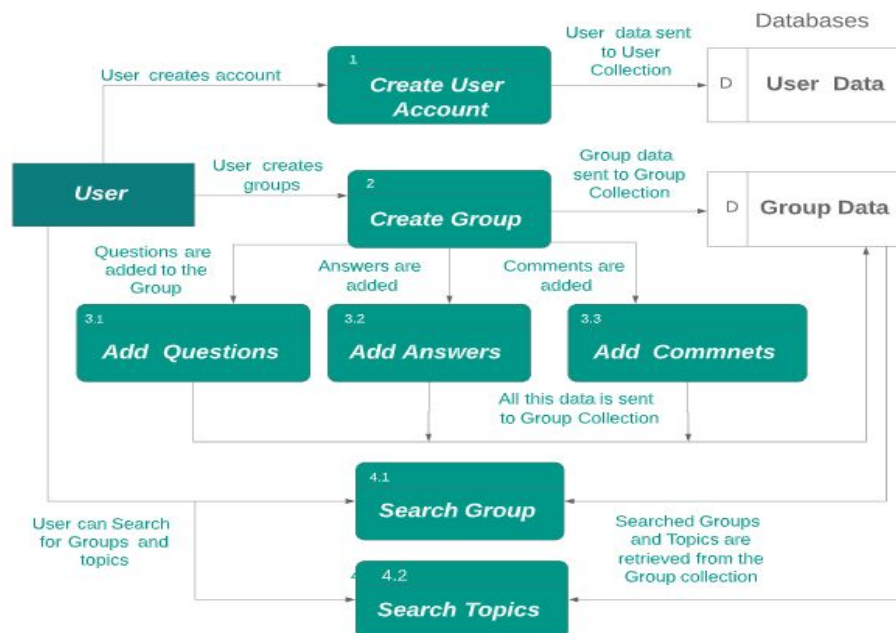 Databases
User creates account
1
Create User
Account
User data sent
to User
Collection
D
User Data
User
User creates
groups
2
Create Group
Group data
sent to Group
Collection
D
Group Data
Questions are
added to the
Group
Answers are
added
Comments are
added
3.1
Add Questions
3.2
Add Answers
3.3
Add Commnets
All this data is sent
to Group Collection
4.1
Search Group
User can Search
for Groups and
topics
Searched Groups
and Topics are
retrieved from the
Group collection
4.2
Search Topics